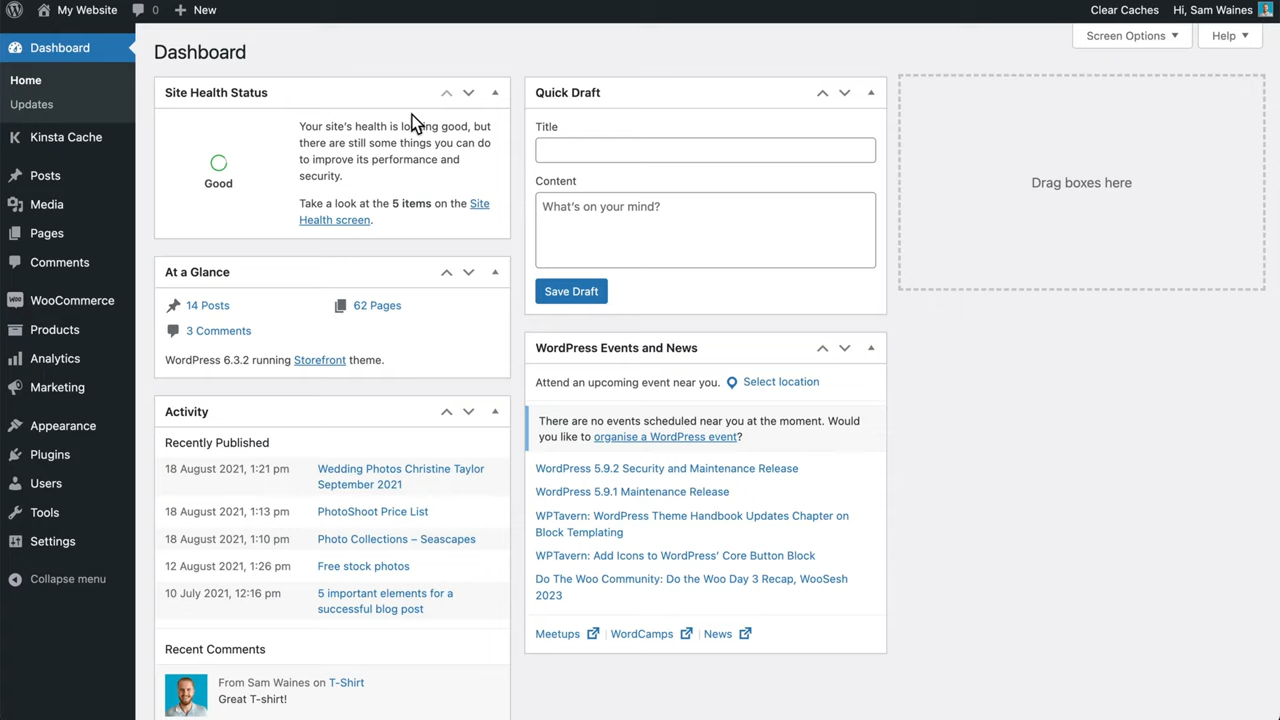 My Website
0
New
Clear Caches
Hi, Sam Waines
Dashboard
Home
Updates
Kinsta Cache
Posts
Media
Pages
Comments
WOO
WooCommerce
Products
Analytics
Marketing
Appearance
Plugins
Users
Tools
Settings
Collapse menu
Screen Options
Help
Dashboard
Site Health Status
Good
Your site's health is looking good, but
there are still some things you can do
to improve its performance and
security.
Take a look at the 5 items on the Site
Health screen.
At a Glance
14 Posts
62 Pages
3 Comments
WordPress 6.3.2 running Storefront theme.
Activity
Recently Published
18 August 2021, 1:21 pm
Wedding Photos Christine Taylor
September 2021
18 August 2021, 1:13 pm
PhotoShoot Price List
18 August 2021, 1:10 pm
Photo Collections – Seascapes
12 August 2021, 1:26 pm
Free stock photos
10 July 2021, 12:16 pm
5 important elements for a
successful blog post
Recent Comments
From Sam Waines on T-Shirt
Great T-shirt!
Quick Draft
Title
Content
What's on your mind?
Save Draft
WordPress Events and News
Attend an upcoming event near you.
Select location
There are no events scheduled near you at the moment. Would
you like to organise a WordPress event?
WordPress 5.9.2 Security and Maintenance Release
WordPress 5.9.1 Maintenance Release
WPTavern: WordPress Theme Handbook Updates Chapter on
Block Templating
WPTavern: Add Icons to WordPress' Core Button Block
Do The Woo Community: Do the Woo Day 3 Recap, WooSesh
2023
Meetups | WordCamps | News
Drag boxes here